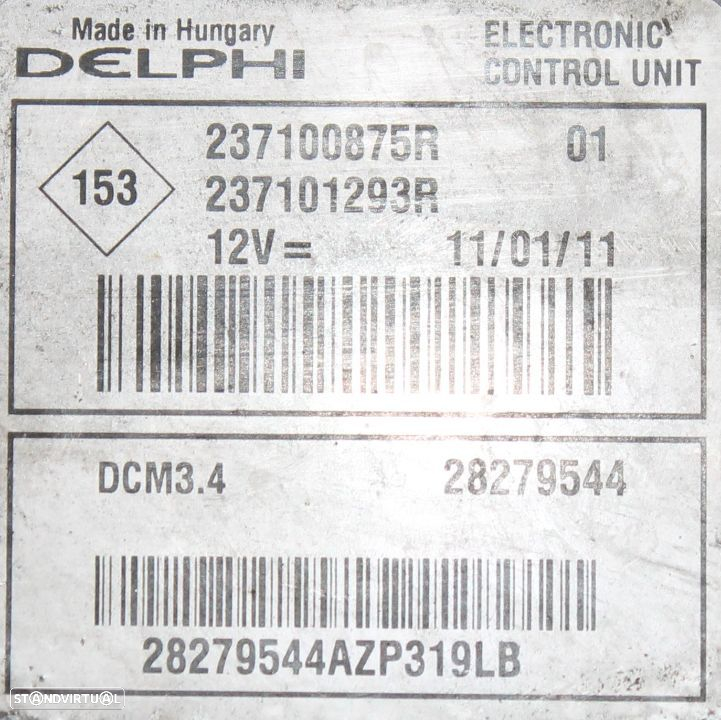 Made in Hungary
DELPHI
ELECTRONIC
CONTROL UNIT
153
237100875R 01
237101293R
12V = 11/01/11
DCM3.4 28279544
28279544AZP319LB
STANDVIRTUAL